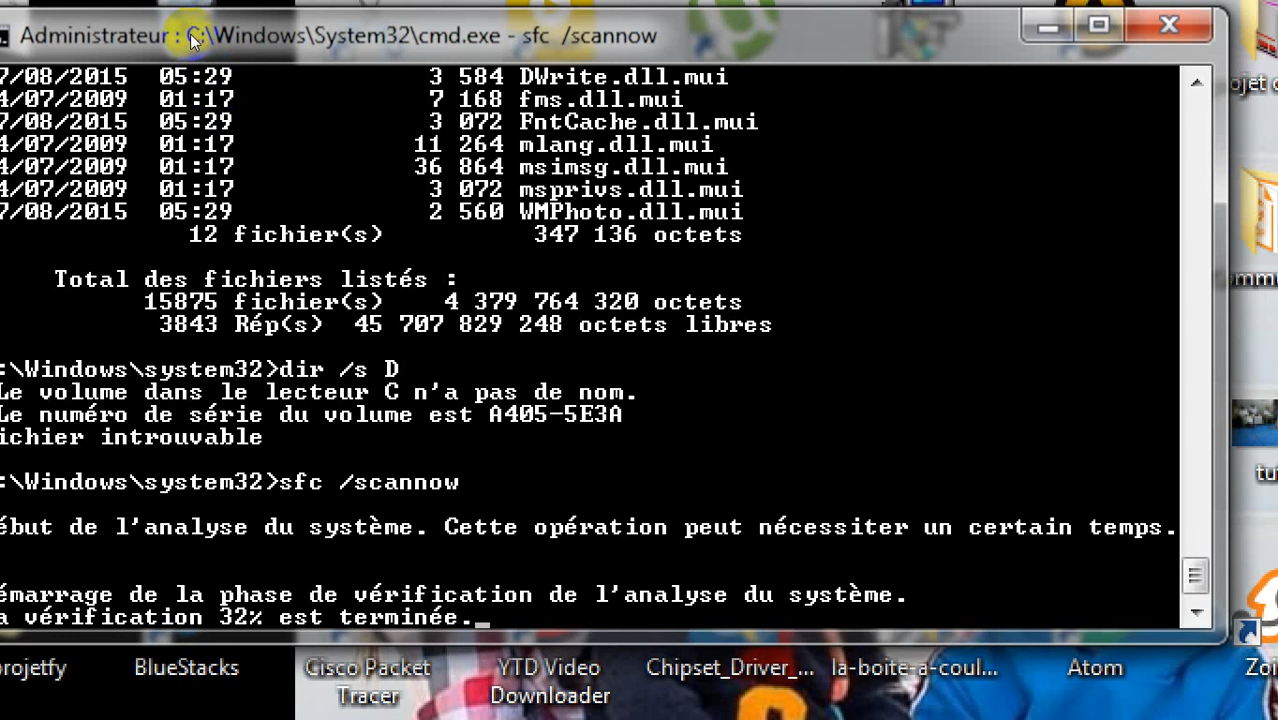 Administrateur : C:\Windows\System32\cmd.exe - sfc /scannow
7/08/2015 05:29 3 584 DWrite.dll.mui
4/07/2009 01:17 7 168 fms.dll.mui
7/08/2015 05:29 3 072 FntCache.dll.mui
4/07/2009 01:17 11 264 mlang.dll.mui
4/07/2009 01:17 36 864 msimsg.dll.mui
4/07/2009 01:17 3 072 msprivs.dll.mui
7/08/2015 05:29 2 560 WMPhoto.dll.mui
12 fichier(s) 347 136 octets
Total des fichiers listés :
15875 fichier(s) 4 379 764 320 octets
3843 Rép(s) 45 707 829 248 octets libres
:\Windows\system32>dir /s D
Le volume dans le lecteur C n'a pas de nom.
Le numéro de série du volume est A405-5E3A
ichier introuvable
:\Windows\system32>sfc /scannow
ébut de l'analyse du système. Cette opération peut nécessiter un certain temps.
émarrage de la phase de vérification de l'analyse du système.
a vérification 32% est terminée.
ojet c
ommu
tut
projetfy
BlueStacks
Cisco Packet
Tracer
YTD Video
Downloader
Chipset_Driver_...
la-boite-a-coul...
Atom
Zoi